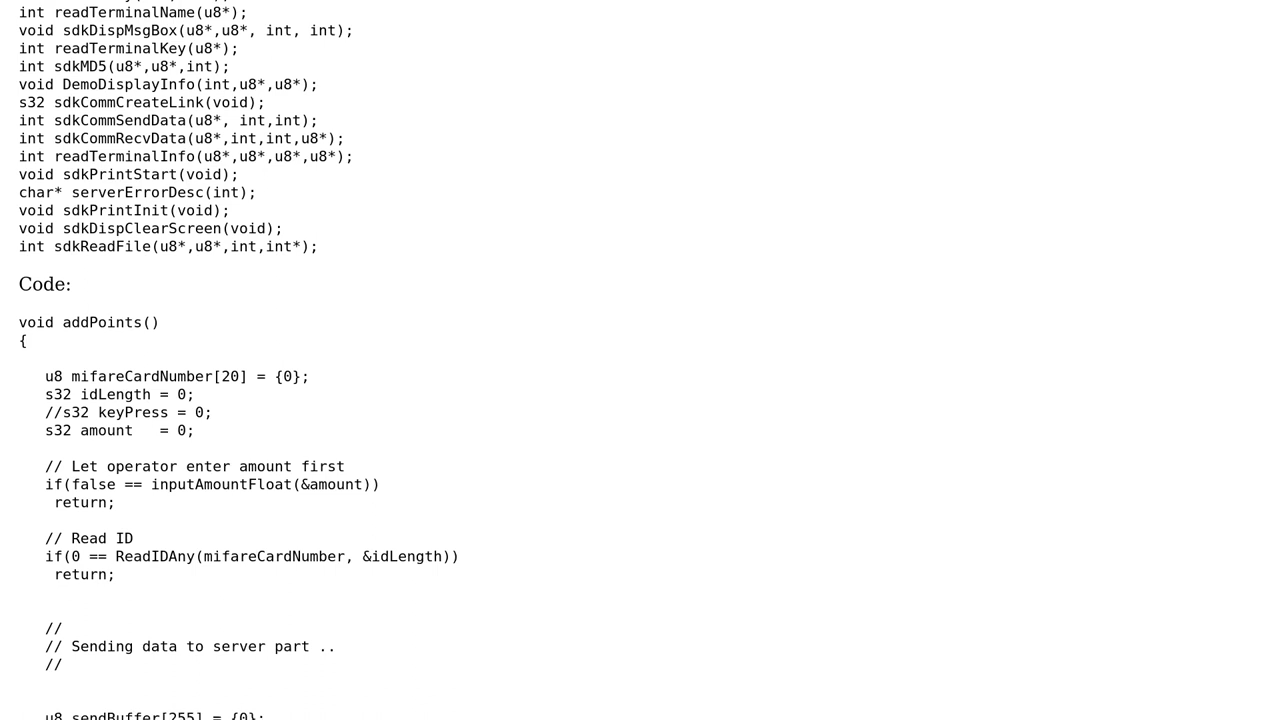 int readTerminalName(u8*);
void sdkDispMsgBox(u8*,u8*, int, int);
int readTerminalKey(u8*);
int sdkMD5(u8*,u8*,int);
void DemoDisplayInfo(int,u8*,u8*);
s32 sdkCommCreateLink(void);
int sdkCommSendData(u8*, int,int);
int sdkCommRecvData(u8*,int,int,u8*);
int readTerminalInfo(u8*,u8*,u8*,u8*);
void sdkPrintStart(void);
char* serverErrorDesc(int);
void sdkPrintInit(void);
void sdkDispClearScreen(void);
int sdkReadFile(u8*,u8*,int,int*);
Code:
void addPoints()
{
u8 mifareCardNumber[20] = {0};
s32 idLength = 0;
//s32 keyPress = 0;
s32 amount   = 0;
// Let operator enter amount first
if(false == inputAmountFloat(&amount))
return;
// Read ID
if(0 == ReadIDAny(mifareCardNumber, &idLength))
return;
//
// Sending data to server part ..
//
u8 sendBuffer[255] = {0};